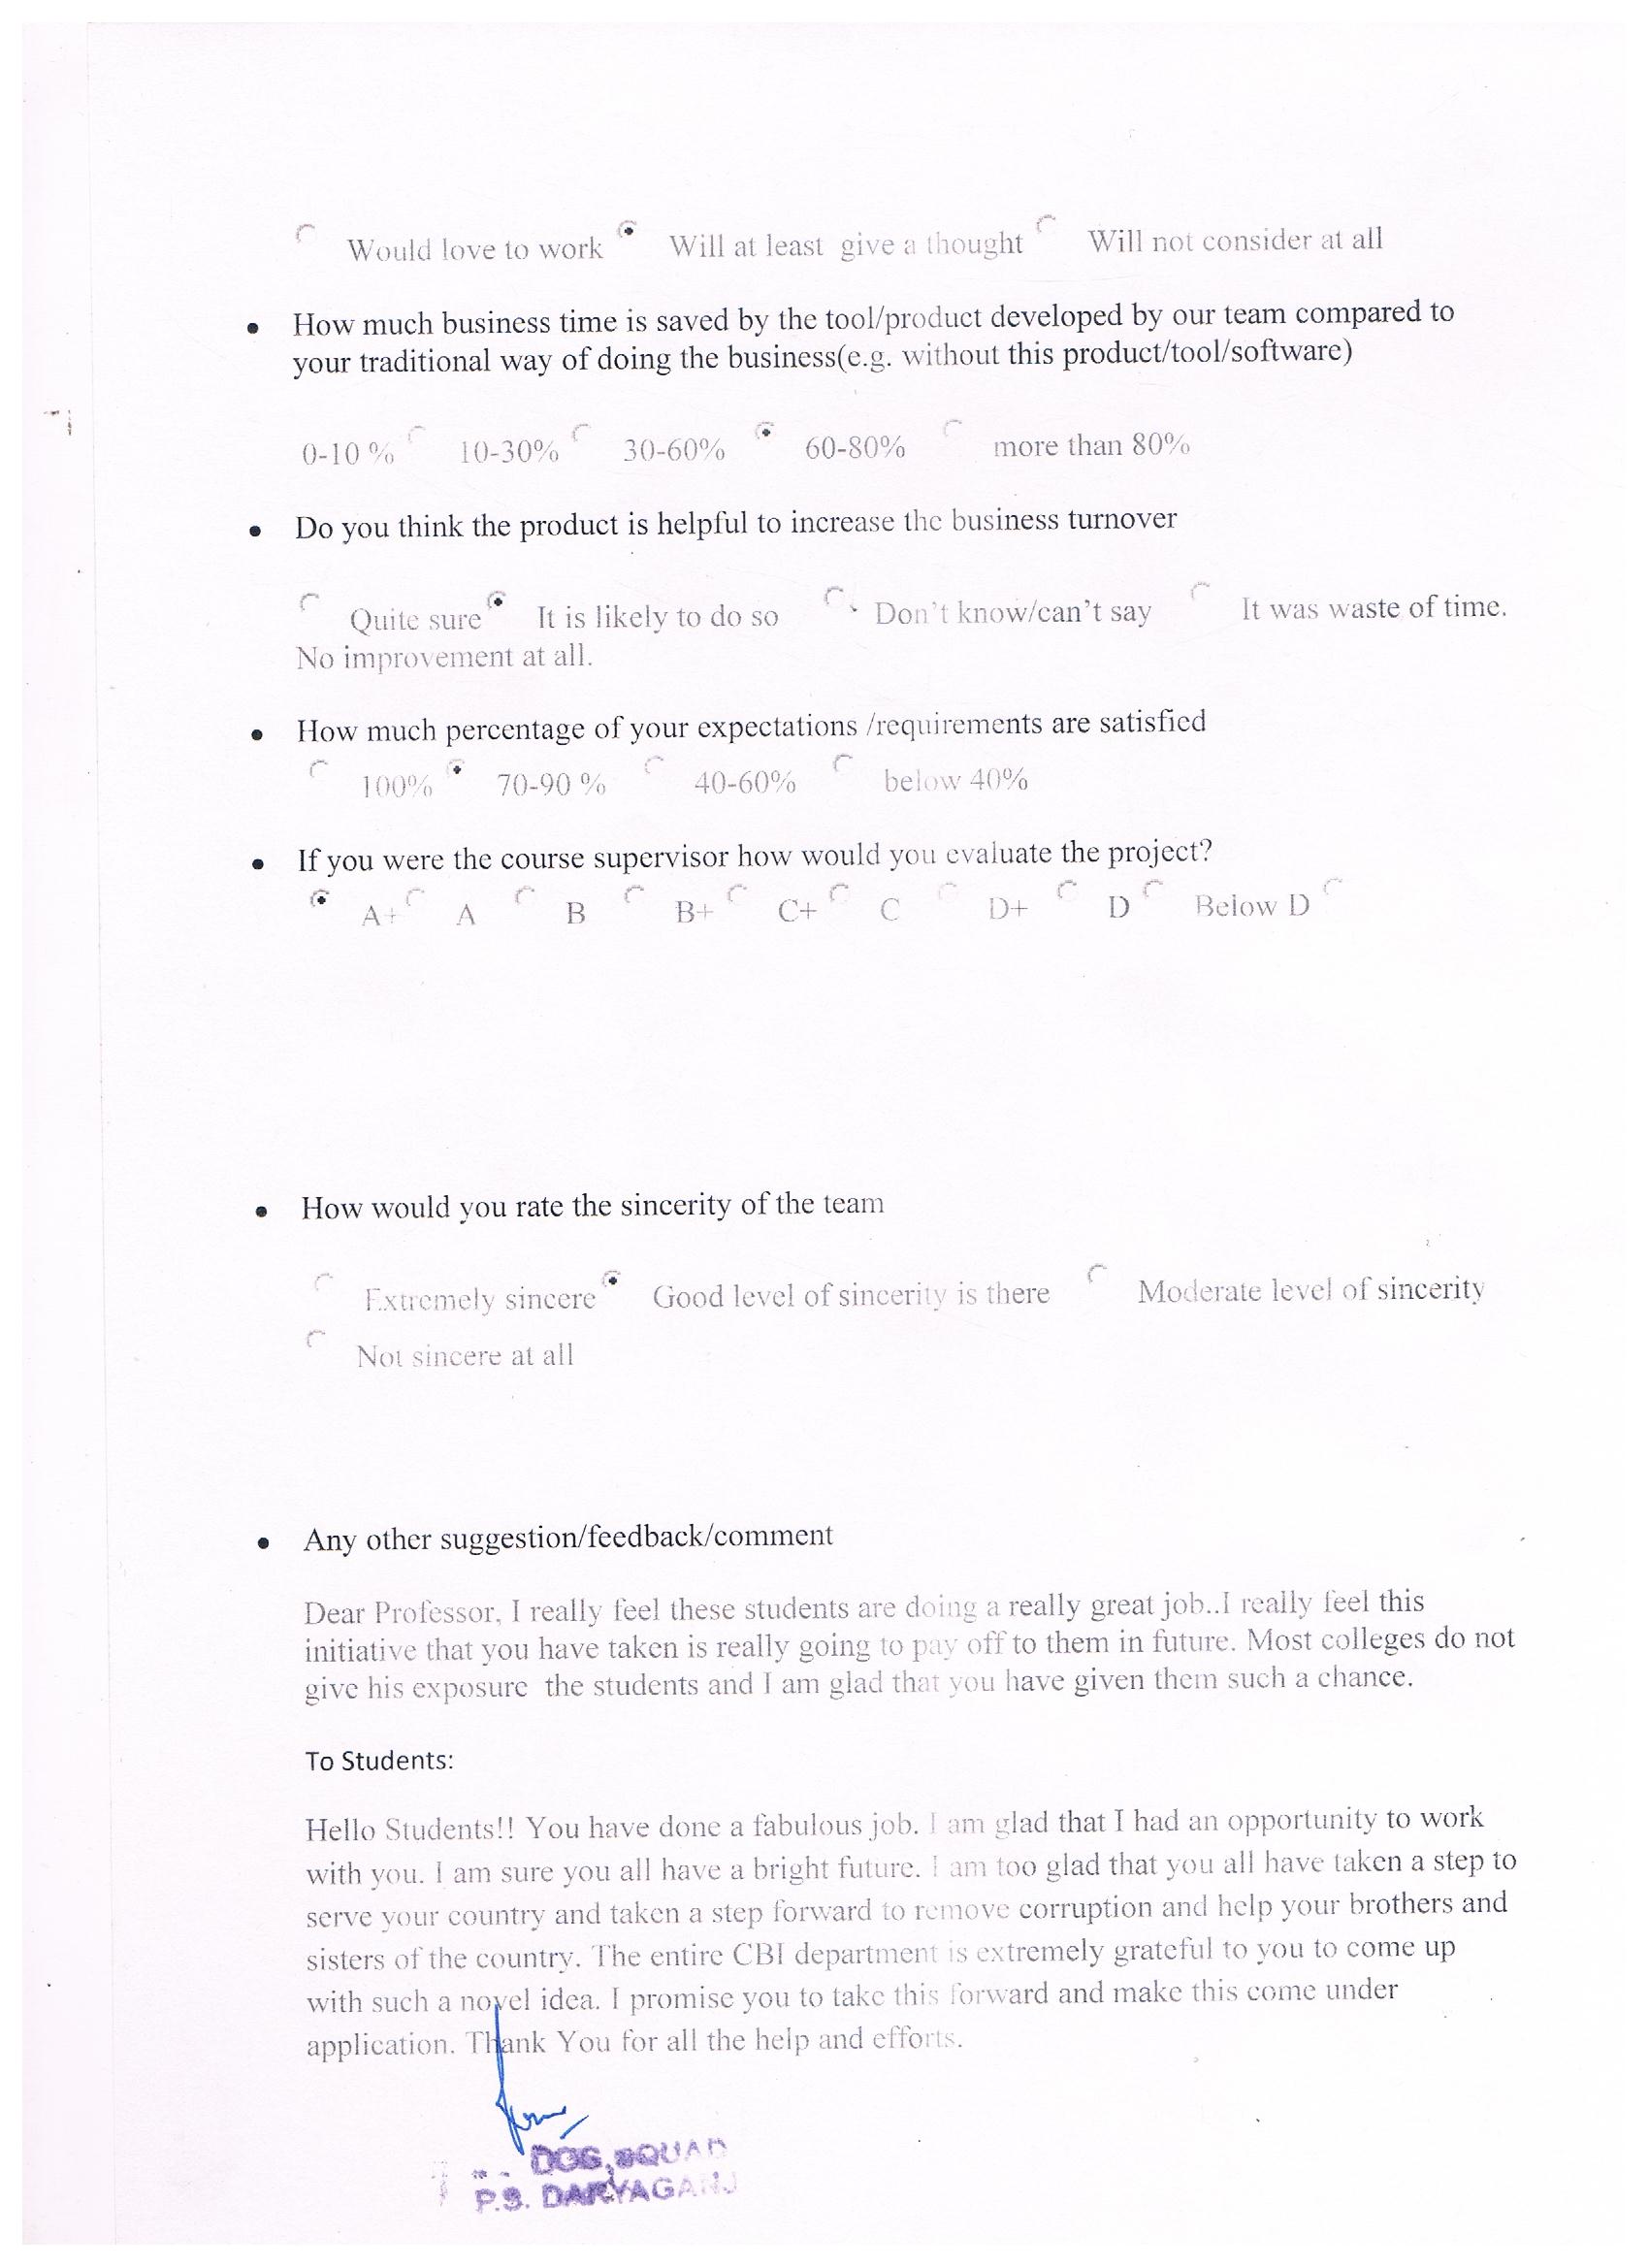 Would love to work Will at least give a thought Will not consider at all
• How much business time is saved by the tool/product developed by our team compared to
your traditional way of doing the business(e.g. without this product/tool/software)
0-10 % 10-30% 30-60% 60-80% more than 80%
• Do you think the product is helpful to increase the business turnover
Quite sure It is likely to do so Don't know/can't say It was waste of time.
No improvement at all.
• How much percentage of your expectations /requirements are satisfied
100% 70-90 % 40-60% below 40%
• If you were the course supervisor how would you evaluate the project?
A+ A B B+ C+ C D+ D Below D
• How would you rate the sincerity of the team
Extremely sincere Good level of sincerity is there Moderate level of sincerity
Not sincere at all
• Any other suggestion/feedback/comment
Dear Professor, I really feel these students are doing a really great job..I really feel this
initiative that you have taken is really going to pay off to them in future. Most colleges do not
give his exposure the students and I am glad that you have given them such a chance.
To Students:
Hello Students!! You have done a fabulous job. I am glad that I had an opportunity to work
with you. I am sure you all have a bright future. I am too glad that you all have taken a step to
serve your country and taken a step forward to remove corruption and help your brothers and
sisters of the country. The entire CBI department is extremely grateful to you to come up
with such a novel idea. I promise you to take this forward and make this come under
application. Thank You for all the help and efforts.
DOG SQUAD
P.S. DARYAGANJ